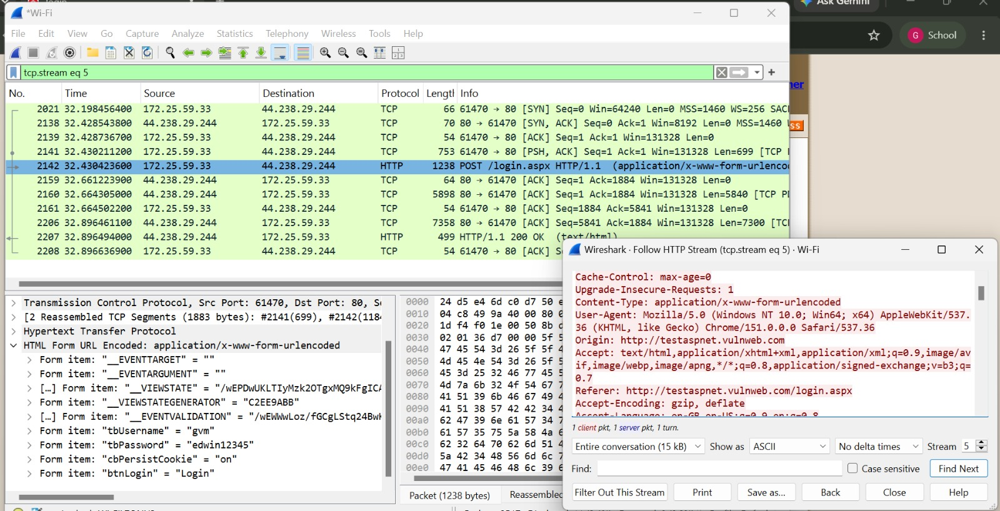 Ask Gemini
*Wi-Fi
File Edit View Go Capture Analyze Statistics Telephony Wireless Tools Help
G School
tcp.stream eq 5
No. Time Source Destination Protocol Lengtl Info
2021 32.198456400 172.25.59.33 44.238.29.244 TCP 66 61470 → 80 [SYN] Seq=0 Win=64240 Len=0 MSS=1460 WS=256 SAC
2138 32.428543800 44.238.29.244 172.25.59.33 TCP 70 80 → 61470 [SYN, ACK] Seq=0 Ack=1 Win=8192 Len=0 MSS=1460
2139 32.428736700 172.25.59.33 44.238.29.244 TCP 54 61470 → 80 [ACK] Seq=1 Ack=1 Win=131328 Len=0
2141 32.430211200 172.25.59.33 44.238.29.244 TCP 753 61470 → 80 [PSH, ACK] Seq=1 Ack=1 Win=131328 Len=699 [TCP
2142 32.430423600 172.25.59.33 44.238.29.244 HTTP 1238 POST /login.aspx HTTP/1.1 (application/x-www-form-urlenco
2159 32.661223900 44.238.29.244 172.25.59.33 TCP 64 80 → 61470 [ACK] Seq=1 Ack=1884 Win=131328 Len=0
2160 32.664305000 44.238.29.244 172.25.59.33 TCP 5898 80 → 61470 [ACK] Seq=1 Ack=1884 Win=131328 Len=5840 [TCP
2161 32.664502200 172.25.59.33 44.238.29.244 TCP 54 61470 → 80 [ACK] Seq=1884 Ack=5841 Win=131328 Len=0
2206 32.896461100 44.238.29.244 172.25.59.33 TCP 7358 80 → 61470 [ACK] Seq=5841 Ack=1884 Win=131328 Len=7300 [TC
2207 32.896494000 44.238.29.244 172.25.59.33 HTTP 499 HTTP/1.1 200 OK (text/html)
2208 32.896636900 172.25.59.33 44.238.29.244 TCP 54 61470 → 80 [ACK]
Transmission Control Protocol, Src Port: 61470, Dst Port: 80,
[2 Reassembled TCP Segments (1883 bytes): #2141(699), #2142(1184
Hypertext Transfer Protocol
HTML Form URL Encoded: application/x-www-form-urlencoded
Form item: "__EVENTTARGET" = ""
Form item: "__EVENTARGUMENT" = ""
[…] Form item: "__VIEWSTATE" = "/wEPDwUKLTIyMzk2OTgxMQ9kFgICA
Form item: "__VIEWSTATEGENERATOR" = "C2EE9ABB"
[…] Form item: "__EVENTVALIDATION" = "/wEWWwLoz/fGCgLStq24Bwk
Form item: "tbUsername" = "gvm"
Form item: "tbPassword" = "edwin12345"
Form item: "cbPersistCookie" = "on"
Form item: "btnLogin" = "Login"
0000 24 d5 e4 6d c0 d7 50
0010 04 c8 49 9a 40 00 80
0020 1d f4 f0 1e 00 50 8b
0030 02 01 36 d7 00 00 5f
0040 47 45 54 3d 26 5f 5f
0050 4d 45 4e 54 3d 26 5f
0060 45 3d 25 32 46 77 45
0070 4d 7a 6b 32 4f 54 67
0080 41 51 39 6b 46 67 49
0090 41 51 38 57 42 42 34
00a0 62 47 39 6e 61 57 34
00b0 61 57 35 75 5a 58 4a
00c0 62 32 64 70 62 6d 51
00d0 5a 42 34 48 56 6d 6c
00e0 47 41 45 46 48 6c 39
Packet (1238 bytes) Reassembled
Wireshark · Follow HTTP Stream (tcp.stream eq 5) · Wi-Fi
Cache-Control: max-age=0
Upgrade-Insecure-Requests: 1
Content-Type: application/x-www-form-urlencoded
User-Agent: Mozilla/5.0 (Windows NT 10.0; Win64; x64) AppleWebKit/537.
36 (KHTML, like Gecko) Chrome/151.0.0.0 Safari/537.36
Origin: http://testaspnet.vulnweb.com
Accept: text/html,application/xhtml+xml,application/xml;q=0.9,image/av
if,image/webp,image/apng,*/*;q=0.8,application/signed-exchange;v=b3;q=
0.7
Referer: http://testaspnet.vulnweb.com/login.aspx
Accept-Encoding: gzip, deflate
Accept-Language: en-GB,en-US;q=0.9,en;q=0.8
1 client pkt, 1 server pkt, 1 turn.
Entire conversation (15 kB) Show as ASCII No delta times Stream 5
Find: Case sensitive Find Next
Filter Out This Stream Print Save as... Back Close Help